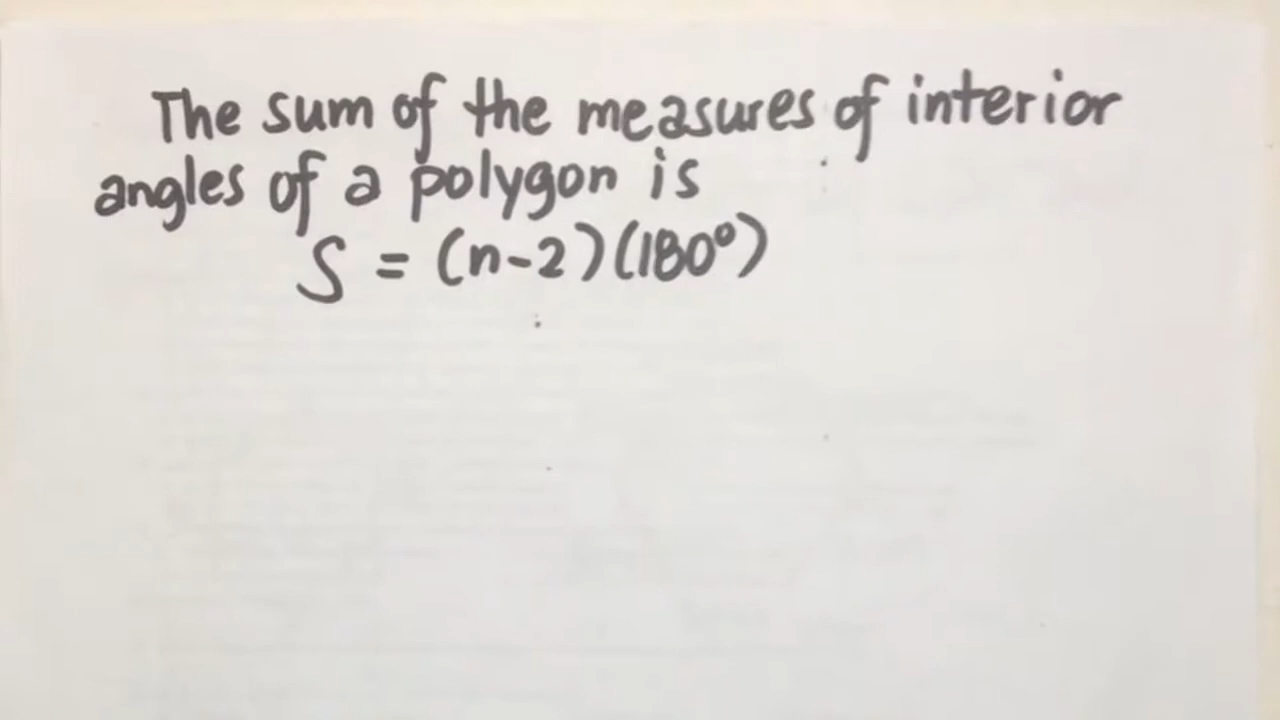 The sum of the measures of interior
angles of a polygon is
S = (n-2)(180°)